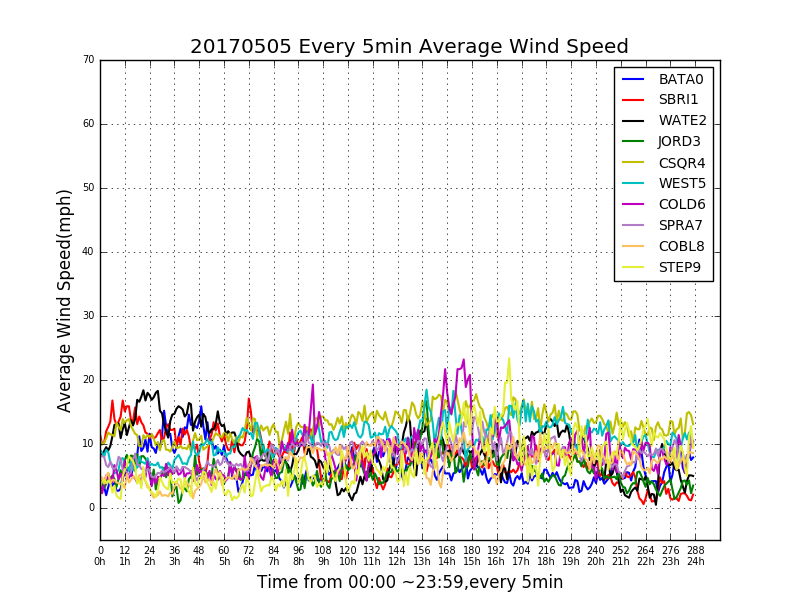 20170505 Every 5min Average Wind Speed
70
60
50
40
30
20
10
0
Average Wind Speed(mph)
BATA0
SBRI1
WATE2
JORD3
CSQR4
WEST5
COLD6
SPRA7
COBL8
STEP9
0 12 24 36 48 60 72 84 96 108 120 132 144 156 168 180 192 204 216 228 240 252 264 276 288
0h 1h 2h 3h 4h 5h 6h 7h 8h 9h 10h 11h 12h 13h 14h 15h 16h 17h 18h 19h 20h 21h 22h 23h 24h
Time from 00:00 ~23:59,every 5min